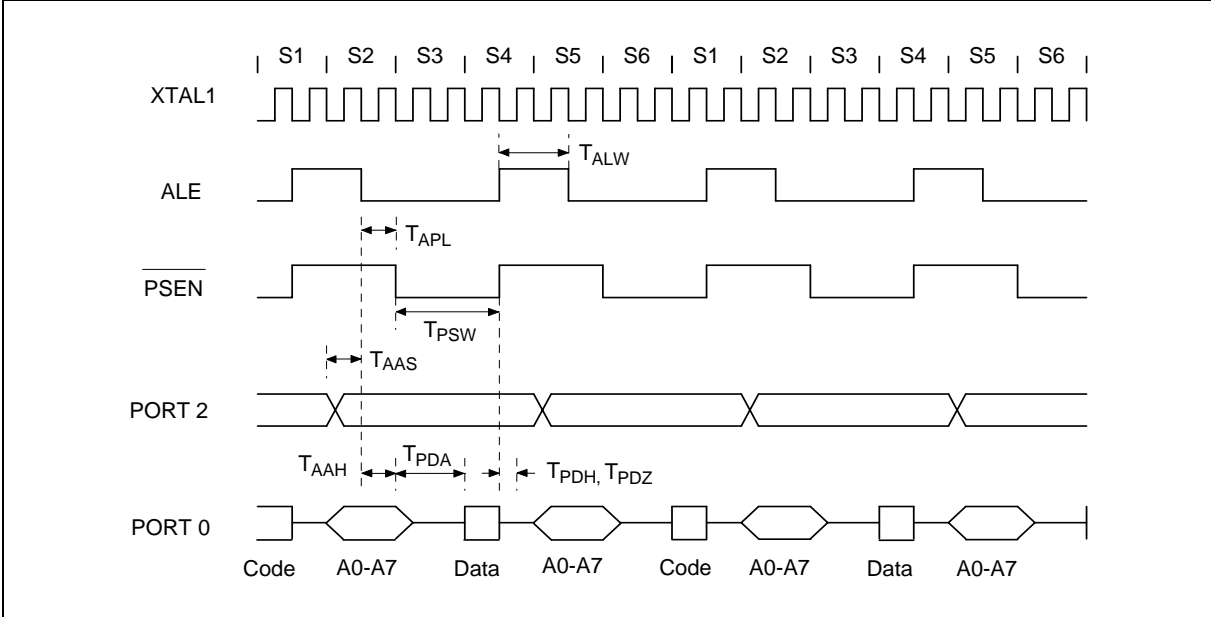 S1 S2 S3 S4 S5 S6 S1 S2 S3 S4 S5 S6
XTAL1
TALW
ALE
TAPL
PSEN
TPSW
TAAS
PORT 2
TAAH TPDA TPDH, TPDZ
PORT 0
Code A0-A7 Data A0-A7 Code A0-A7 Data A0-A7